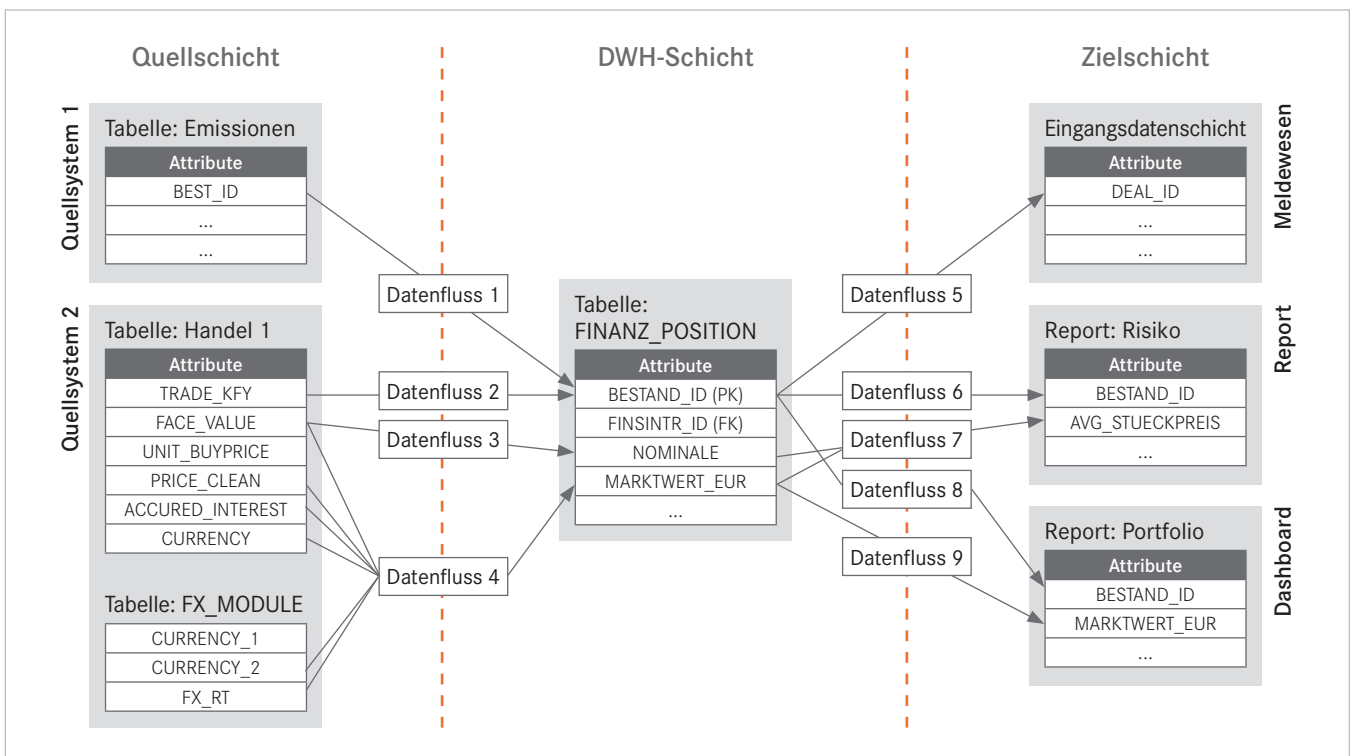 Quellschicht
DWH-Schicht
Zielschicht
Quellsystem 1
Tabelle: Emissionen
Attribute
BEST_ID
...
...
Quellsystem 2
Tabelle: Handel 1
Attribute
TRADE_KFY
FACE_VALUE
UNIT_BUYPRICE
PRICE_CLEAN
ACCURED_INTEREST
CURRENCY
Tabelle: FX_MODULE
CURRENCY_1
CURRENCY_2
FX_RT
Datenfluss 1
Datenfluss 2
Datenfluss 3
Datenfluss 4
Tabelle:
FINANZ_POSITION
Attribute
BESTAND_ID (PK)
FINSINTR_ID (FK)
NOMINALE
MARKTWERT_EUR
...
Datenfluss 5
Datenfluss 6
Datenfluss 7
Datenfluss 8
Datenfluss 9
Eingangsdatenschicht
Attribute
DEAL_ID
...
...
Meldewesen
Report: Risiko
Attribute
BESTAND_ID
AVG_STUECKPREIS
...
Report
Report: Portfolio
Attribute
BESTAND_ID
MARKTWERT_EUR
...
Dashboard